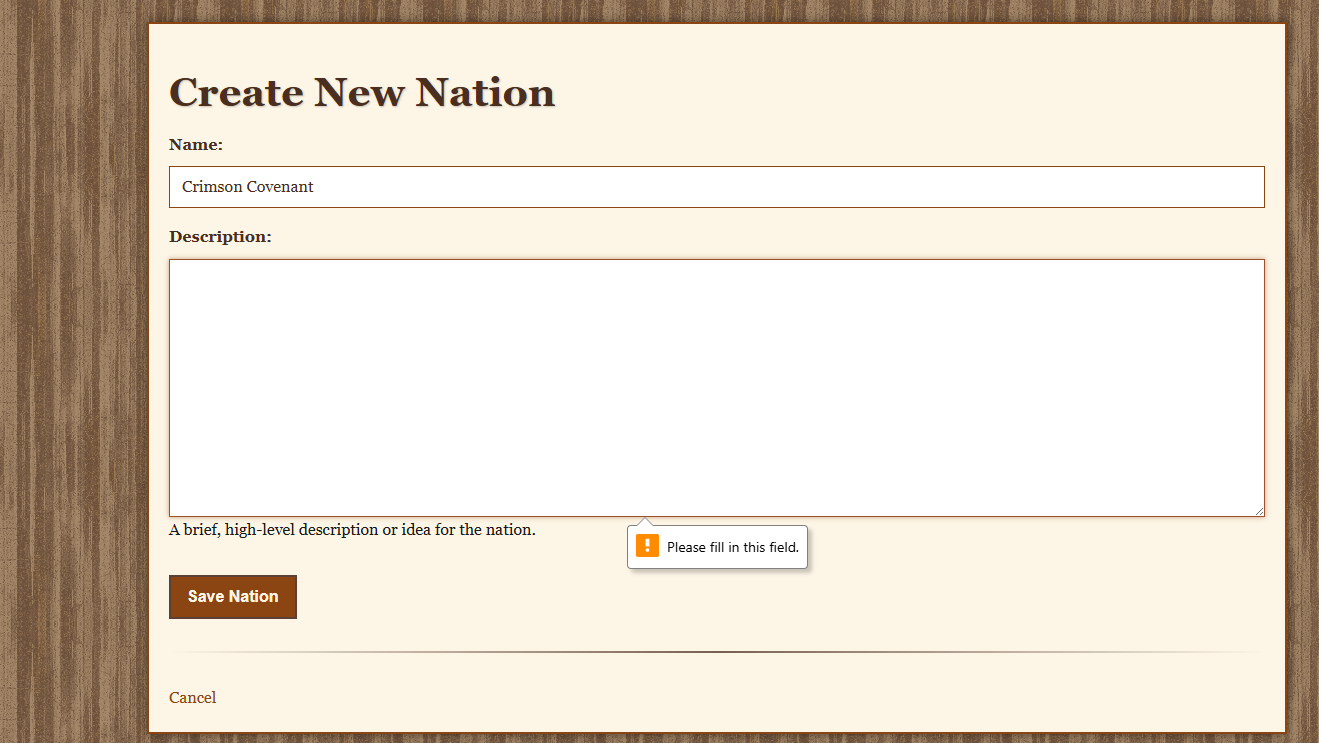 Create New Nation
Name:
Crimson Covenant
Description:
A brief, high-level description or idea for the nation.
Please fill in this field.
Save Nation
Cancel